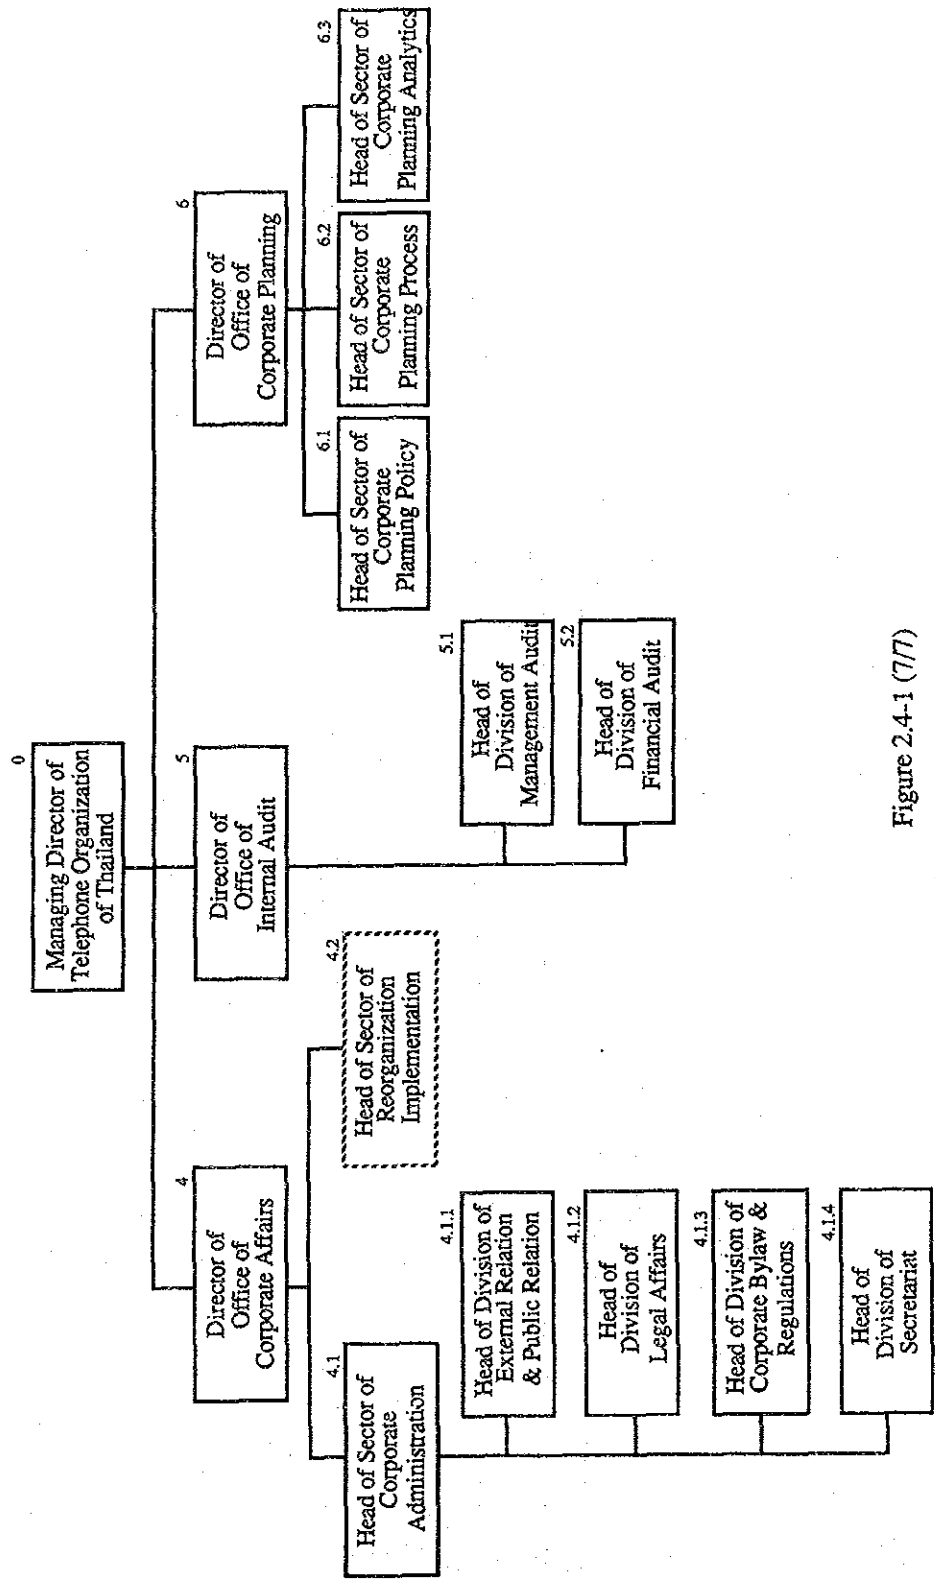 0
Managing Director of
Telephone Organization
of Thailand
4
Director of
Office of
Corporate Affairs
5
Director of
Office of
Internal Audit
6
Director of
Office of
Corporate Planning
4.1
Head of Sector of
Corporate
Administration
4.2
Head of Sector of
Reorganization
Implementation
6.1
Head of Sector of
Corporate
Planning Policy
6.2
Head of Sector of
Corporate
Planning Process
6.3
Head of Sector of
Corporate
Planning Analytics
4.1.1
Head of Division of
External Relation
& Public Relation
4.1.2
Head of
Division of
Legal Affairs
4.1.3
Head of Division of
Corporate Bylaw &
Regulations
4.1.4
Head of
Division of
Secretariat
5.1
Head of
Division of
Management Audit
5.2
Head of
Division of
Financial Audit
Figure 2.4-1 (7/7)